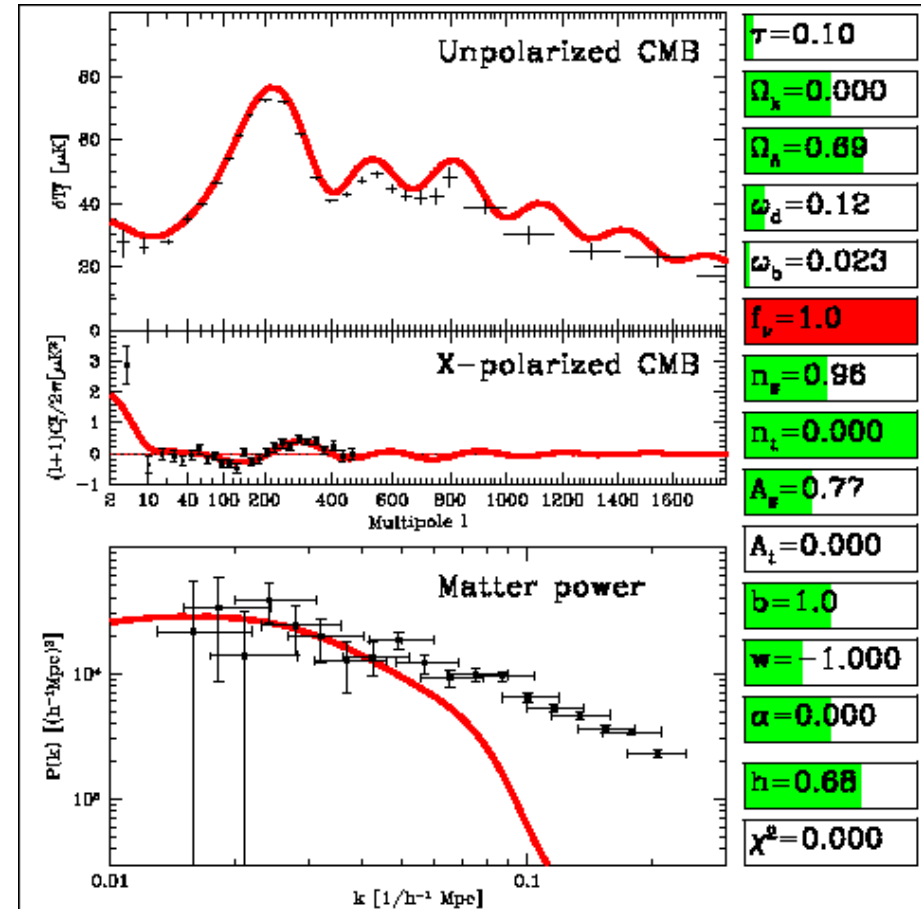 Unpolarized CMB
δT [μK]
80
60
40
20
0
X-polarized CMB
(l+1)C/2π[μK²]
3
2
1
0
−1
2 10 40 100 200 400 600 800 1000 1200 1400 1600
Multipole l
Matter power
P(k) [(h⁻¹Mpc)³]
10⁴
10³
0.01 0.1
k [1/h⁻¹ Mpc]
τ=0.10
Ωk=0.000
ΩΛ=0.69
ωd=0.12
ωb=0.023
fν=1.0
ns=0.96
nt=0.000
As=0.77
At=0.000
b=1.0
w=−1.000
α=0.000
h=0.68
χ²=0.000